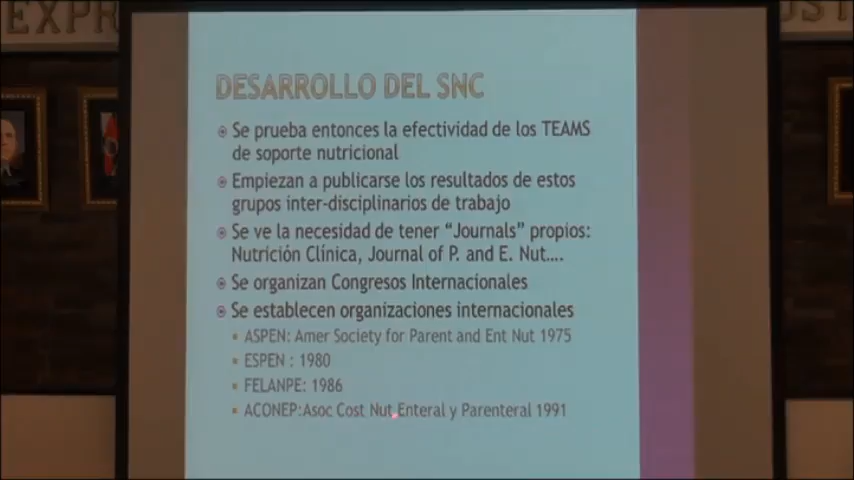 EXPR
DESARROLLO DEL SNC
Se prueba entonces la efectividad de los TEAMS
de soporte nutricional
Empiezan a publicarse los resultados de estos
grupos inter-disciplinarios de trabajo
Se ve la necesidad de tener “Journals” propios:
Nutrición Clínica, Journal of P. and E. Nut....
Se organizan Congresos Internacionales
Se establecen organizaciones internacionales
ASPEN: Amer Society for Parent and Ent Nut 1975
ESPEN : 1980
FELANPE: 1986
ACONEP:Asoc Cost Nut Enteral y Parenteral 1991